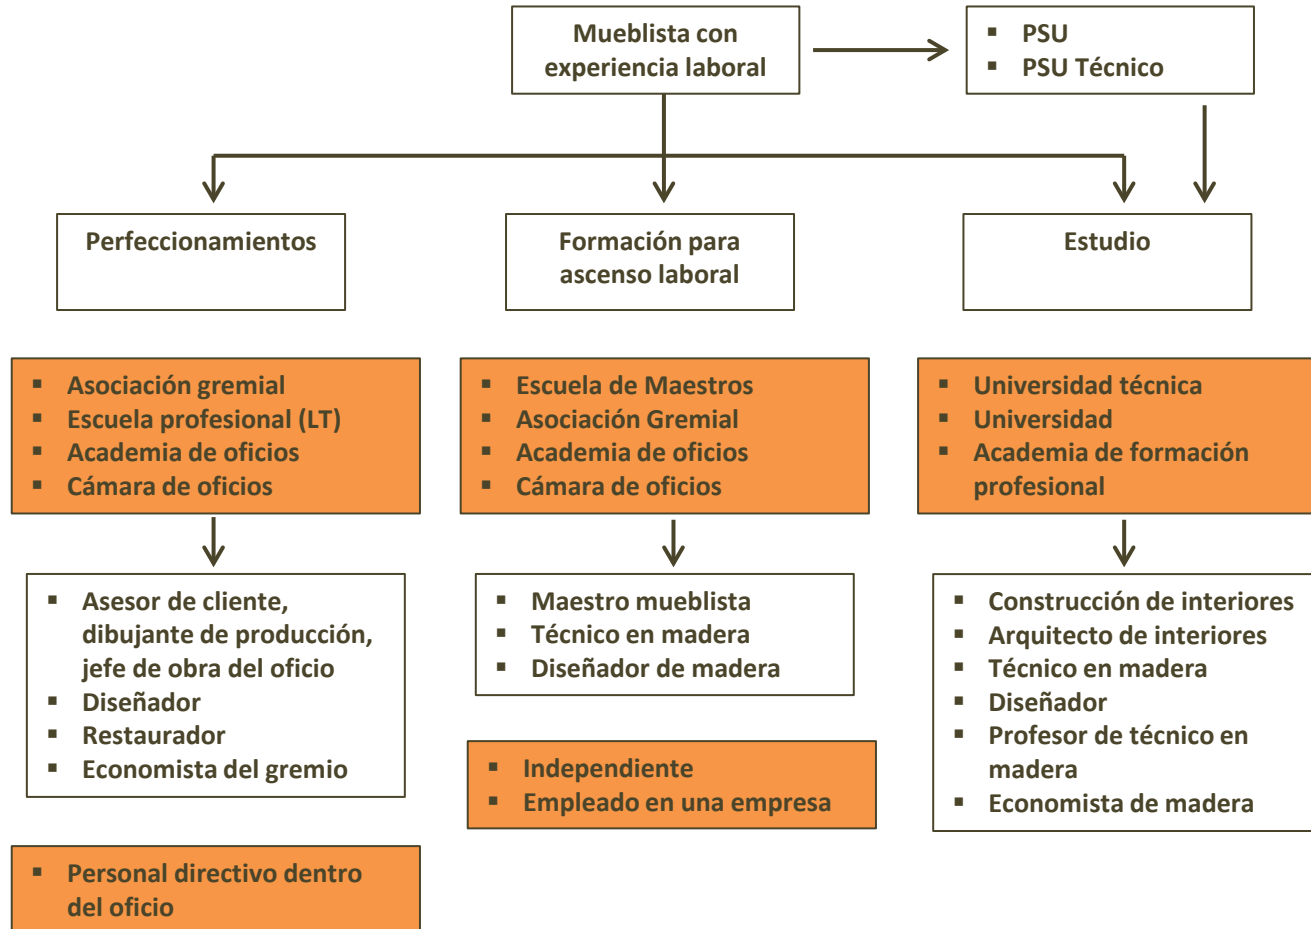 Mueblista con
experiencia laboral
▪ PSU
▪ PSU Técnico
Perfeccionamientos
Formación para
ascenso laboral
Estudio
▪ Asociación gremial
▪ Escuela profesional (LT)
▪ Academia de oficios
▪ Cámara de oficios
▪ Escuela de Maestros
▪ Asociación Gremial
▪ Academia de oficios
▪ Cámara de oficios
▪ Universidad técnica
▪ Universidad
▪ Academia de formación
profesional
▪ Asesor de cliente,
dibujante de producción,
jefe de obra del oficio
▪ Diseñador
▪ Restaurador
▪ Economista del gremio
▪ Maestro mueblista
▪ Técnico en madera
▪ Diseñador de madera
▪ Construcción de interiores
▪ Arquitecto de interiores
▪ Técnico en madera
▪ Diseñador
▪ Profesor de técnico en
madera
▪ Economista de madera
▪ Independiente
▪ Empleado en una empresa
▪ Personal directivo dentro
del oficio